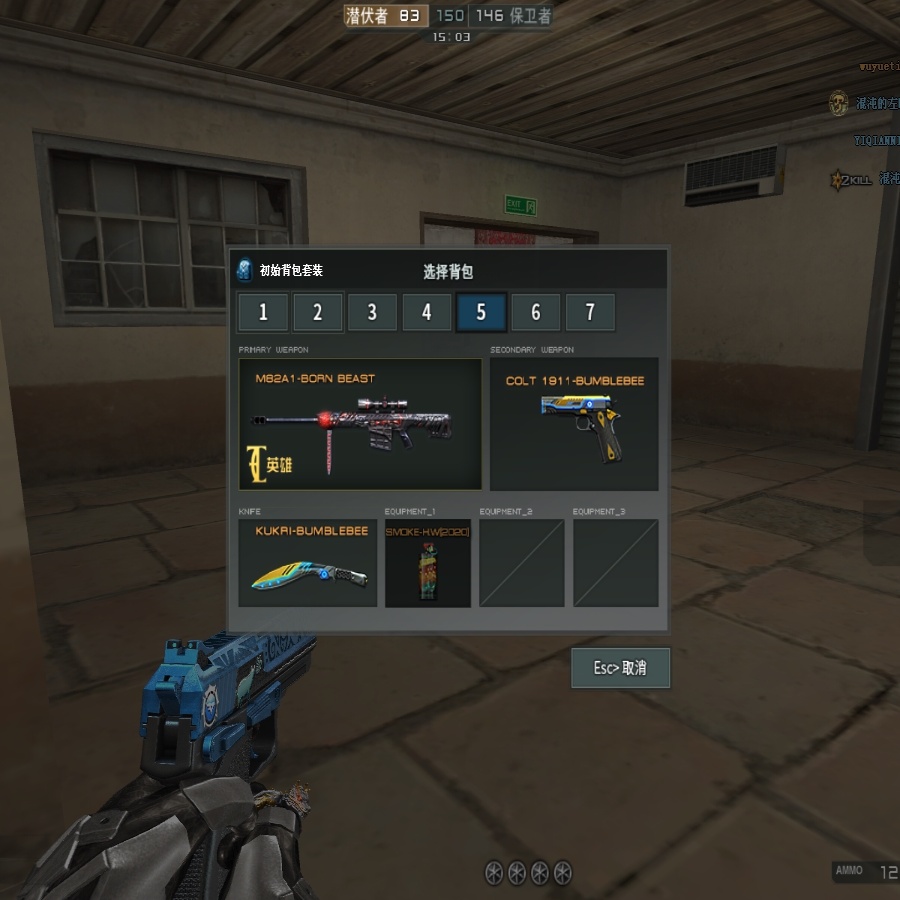 潜伏者 83 150 146 保卫者
15:03
wuyueti
混沌的左
YIQIANNI
2KILL 混沌
EXIT
初始背包套装
选择背包
1 2 3 4 5 6 7
PRIMARY WEAPON
SECONDARY WEAPON
M82A1-BORN BEAST
COLT 1911-BUMBLEBEE
英雄
KNIFE
EQUIPMENT_1
EQUIPMENT_2
EQUIPMENT_3
KUKRI-BUMBLEBEE
SMOKE-HW(2020)
Esc>取消
AMMO 12